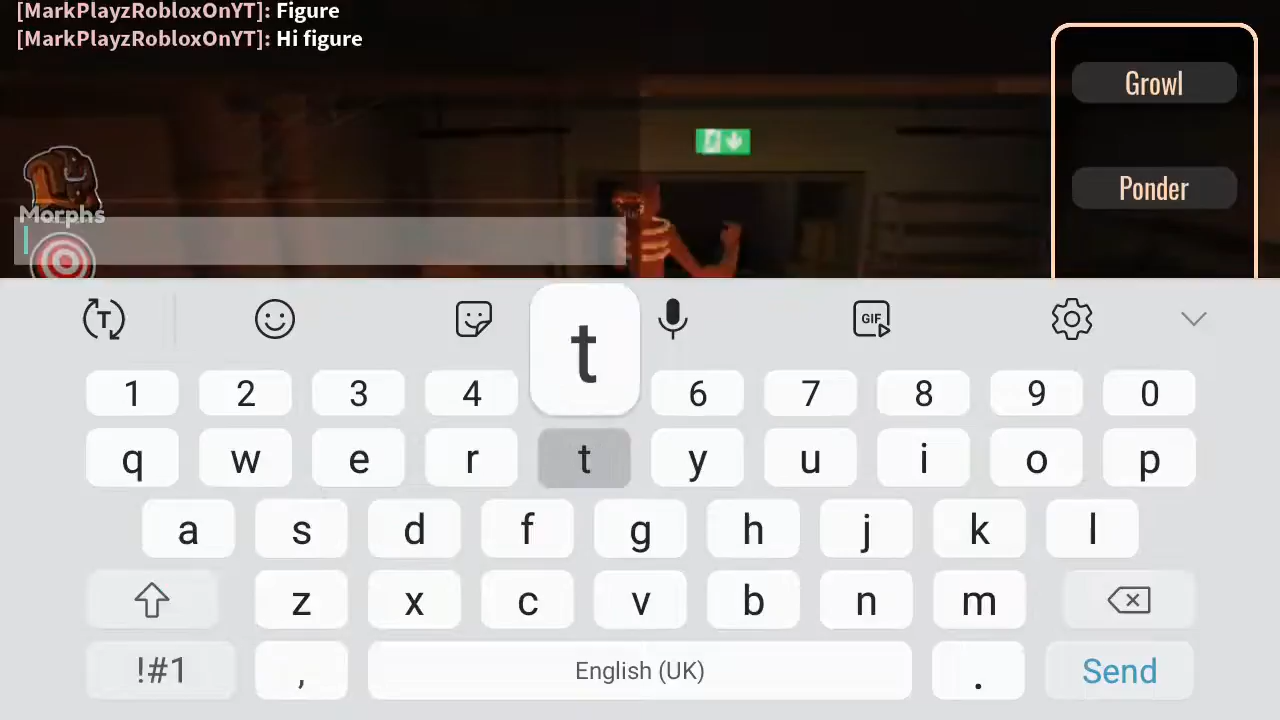 [MarkPlayzRobloxOnYT]: Figure
[MarkPlayzRobloxOnYT]: Hi figure
Growl
Ponder
Morphs
T
GIF
t
1 2 3 4 6 7 8 9 0
q w e r t y u i o p
a s d f g h j k l
z x c v b n m
!#1 , English (UK) . Send